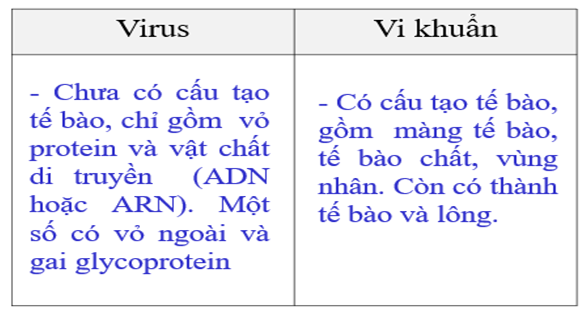 Virus
Vi khuẩn
- Chưa có cấu tạo
tế bào, chỉ gồm vỏ
protein và vật chất
di truyền (ADN
hoặc ARN). Một
số có vỏ ngoài và
gai glycoprotein
- Có cấu tạo tế bào,
gồm màng tế bào,
tế bào chất, vùng
nhân. Còn có thành
tế bào và lông.